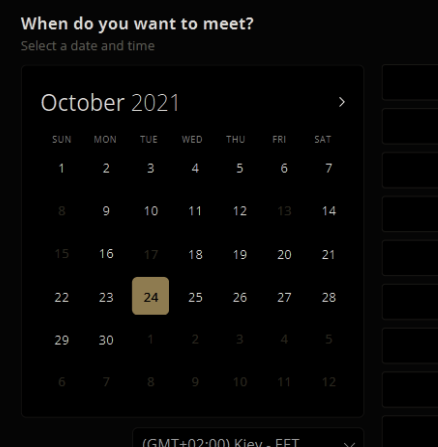 When do you want to meet?
Select a date and time
October 2021 >
SUN MON TUE WED THU FRI SAT
1 2 3 4 5 6 7
8 9 10 11 12 13 14
15 16 17 18 19 20 21
22 23 24 25 26 27 28
29 30 1 2 3 4 5
6 7 8 9 10 11 12
(GMT+02:00) Kiev - EET